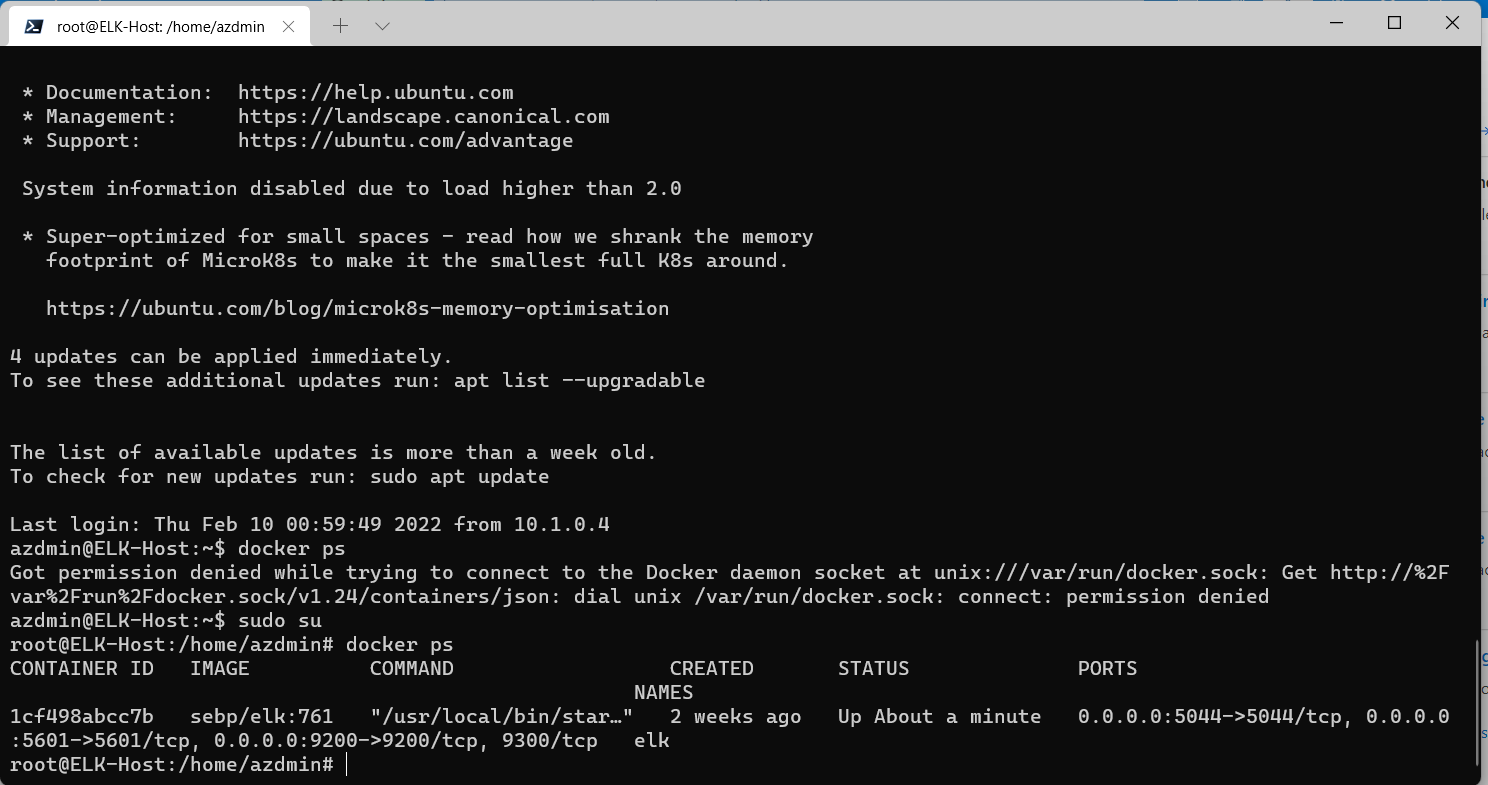 root@ELK-Host: /home/azdmin
* Documentation:  https://help.ubuntu.com
* Management:     https://landscape.canonical.com
* Support:        https://ubuntu.com/advantage
System information disabled due to load higher than 2.0
* Super-optimized for small spaces - read how we shrank the memory
footprint of MicroK8s to make it the smallest full K8s around.
https://ubuntu.com/blog/microk8s-memory-optimisation
4 updates can be applied immediately.
To see these additional updates run: apt list --upgradable
The list of available updates is more than a week old.
To check for new updates run: sudo apt update
Last login: Thu Feb 10 00:59:49 2022 from 10.1.0.4
azdmin@ELK-Host:~$ docker ps
Got permission denied while trying to connect to the Docker daemon socket at unix:///var/run/docker.sock: Get http://%2F
var%2Frun%2Fdocker.sock/v1.24/containers/json: dial unix /var/run/docker.sock: connect: permission denied
azdmin@ELK-Host:~$ sudo su
root@ELK-Host:/home/azdmin# docker ps
CONTAINER ID   IMAGE          COMMAND                  CREATED       STATUS              PORTS
NAMES
1cf498abcc7b   sebp/elk:761   "/usr/local/bin/star…"   2 weeks ago   Up About a minute   0.0.0.0:5044->5044/tcp, 0.0.0.0
:5601->5601/tcp, 0.0.0.0:9200->9200/tcp, 9300/tcp   elk
root@ELK-Host:/home/azdmin#